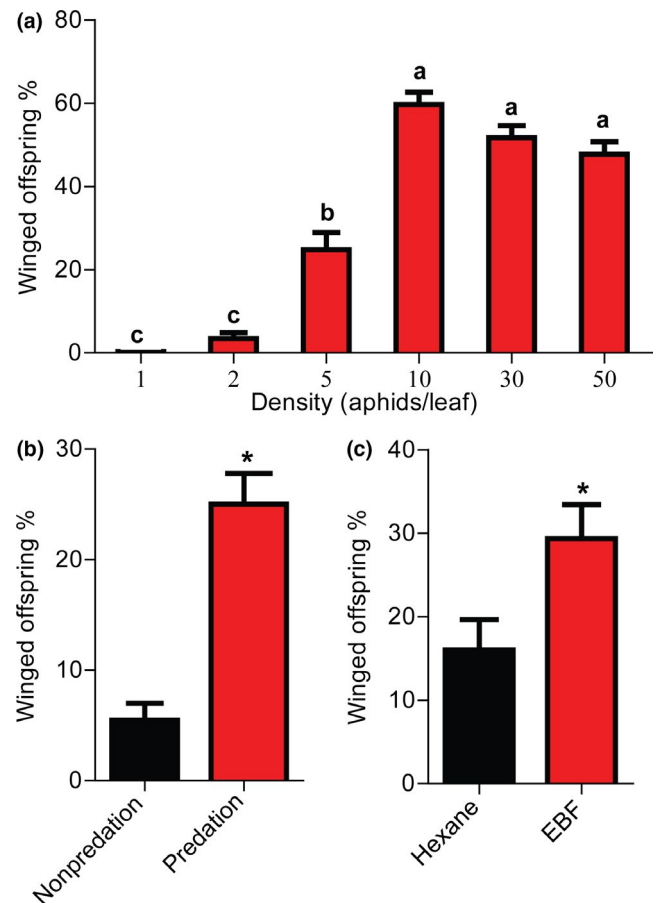 (a)
Winged offspring %
80
60
40
20
0
c
c
b
a
a
a
1 2 5 10 30 50
Density (aphids/leaf)
(b)
Winged offspring %
30
20
10
0
*
Nonpredation
Predation
(c)
Winged offspring %
40
30
20
10
0
*
Hexane
EBF